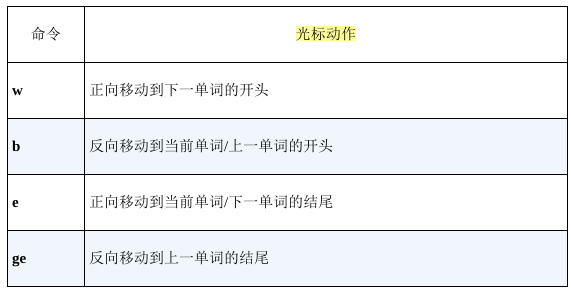 命令 光标动作
w 正向移动到下一单词的开头
b 反向移动到当前单词/上一单词的开头
e 正向移动到当前单词/下一单词的结尾
ge 反向移动到上一单词的结尾